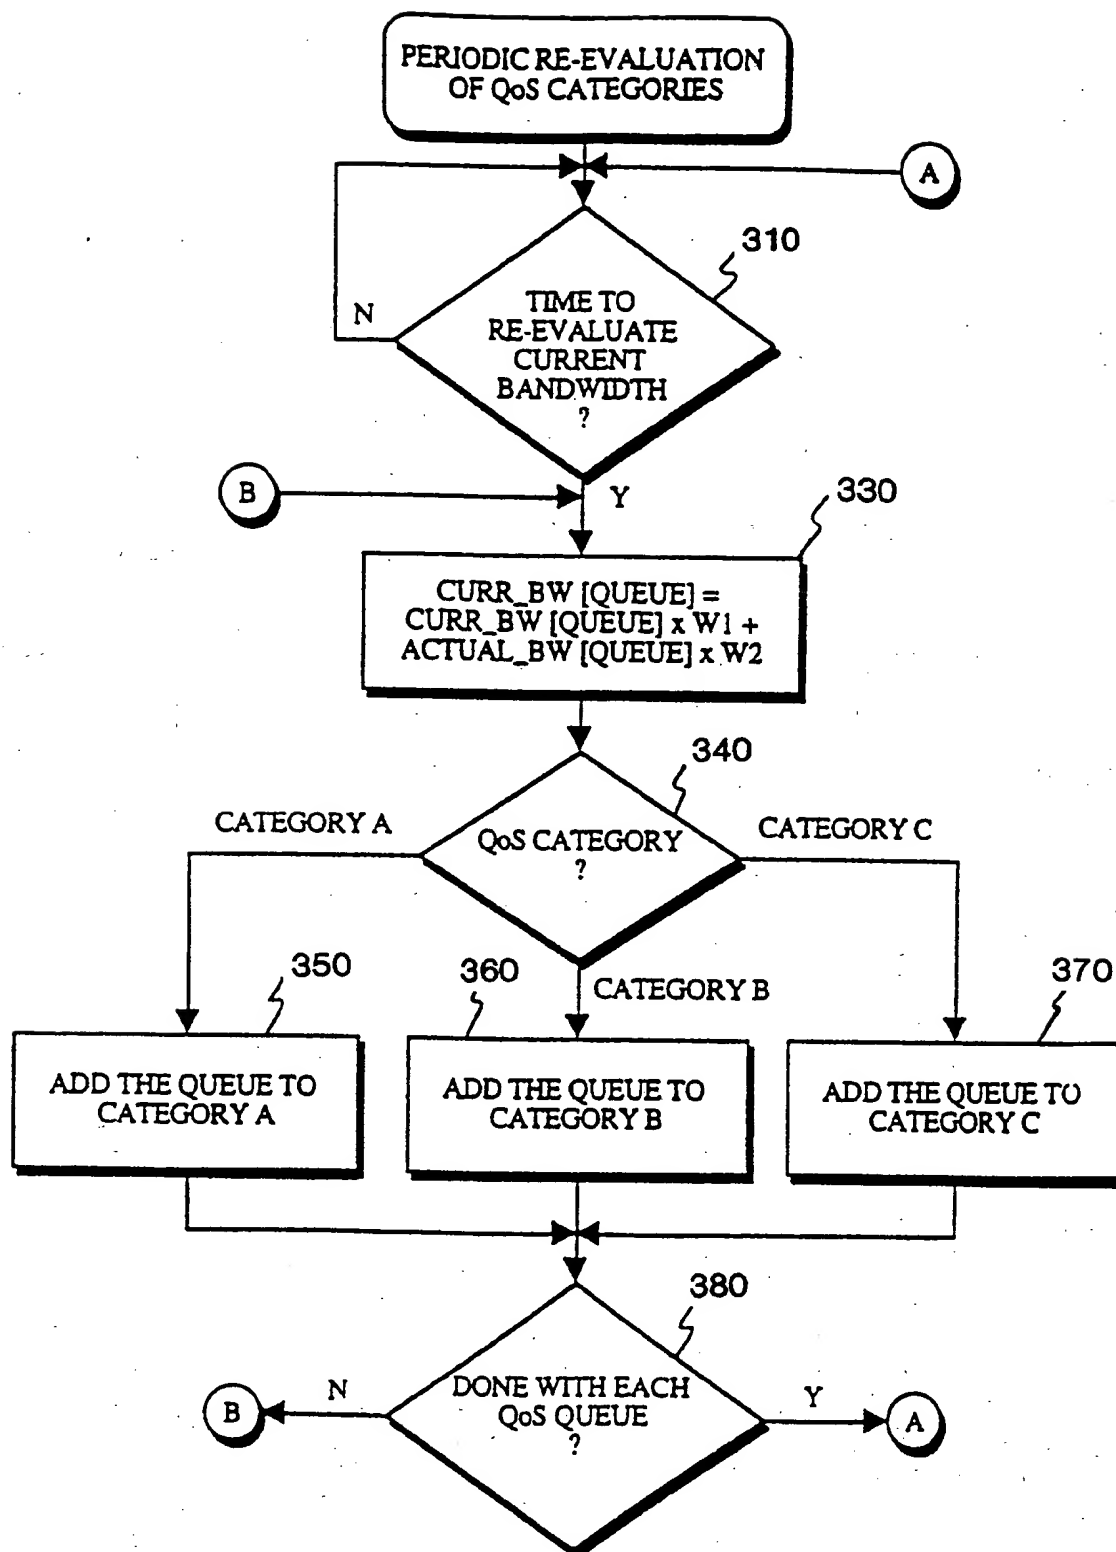 PERIODIC RE-EVALUATION
OF QoS CATEGORIES
A
310
N
TIME TO
RE-EVALUATE
CURRENT
BANDWIDTH
?
B
Y
330
CURR_BW [QUEUE] =
CURR_BW [QUEUE] x W1 +
ACTUAL_BW [QUEUE] x W2
340
CATEGORY A
QoS CATEGORY
?
CATEGORY C
350
360
CATEGORY B
370
ADD THE QUEUE TO
CATEGORY A
ADD THE QUEUE TO
CATEGORY B
ADD THE QUEUE TO
CATEGORY C
380
B
N
DONE WITH EACH
QoS QUEUE
?
Y
A